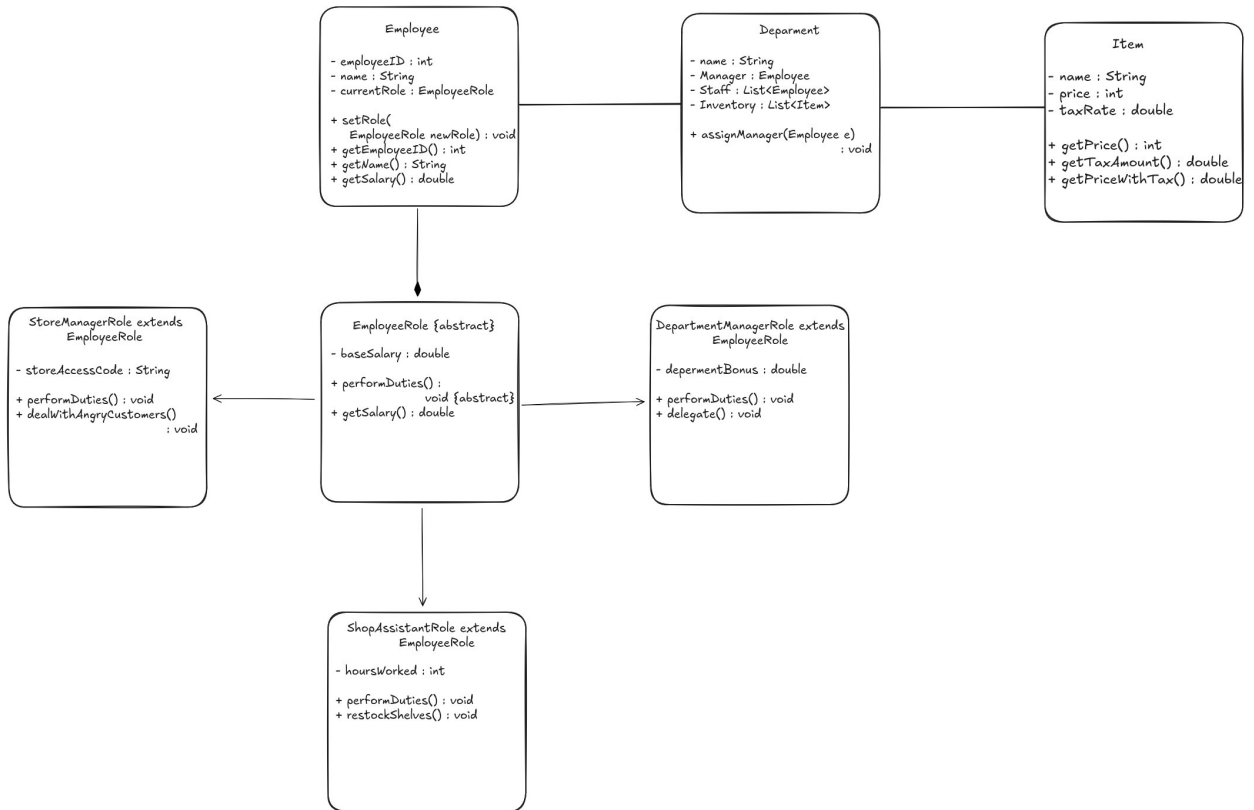 Employee
- employeeID : int
- name : String
- currentRole : EmployeeRole
+ setRole(
EmployeeRole newRole) : void
+ getEmployeeID() : int
+ getName() : String
+ getSalary() : double
Deparment
- name : String
- Manager : Employee
- Staff : List<Employee>
- Inventory : List<Item>
+ assignManager(Employee e)
: void
Item
- name : String
- price : int
- taxRate : double
+ getPrice() : int
+ getTaxAmount() : double
+ getPriceWithTax() : double
StoreManagerRole extends
EmployeeRole
- storeAccessCode : String
+ performDuties() : void
+ dealWithAngryCustomers()
: void
EmployeeRole {abstract}
- baseSalary : double
+ performDuties() :
void {abstract}
+ getSalary() : double
DepartmentManagerRole extends
EmployeeRole
- depermentBonus : double
+ performDuties() : void
+ delegate() : void
ShopAssistantRole extends
EmployeeRole
- hoursWorked : int
+ performDuties() : void
+ restockShelves() : void